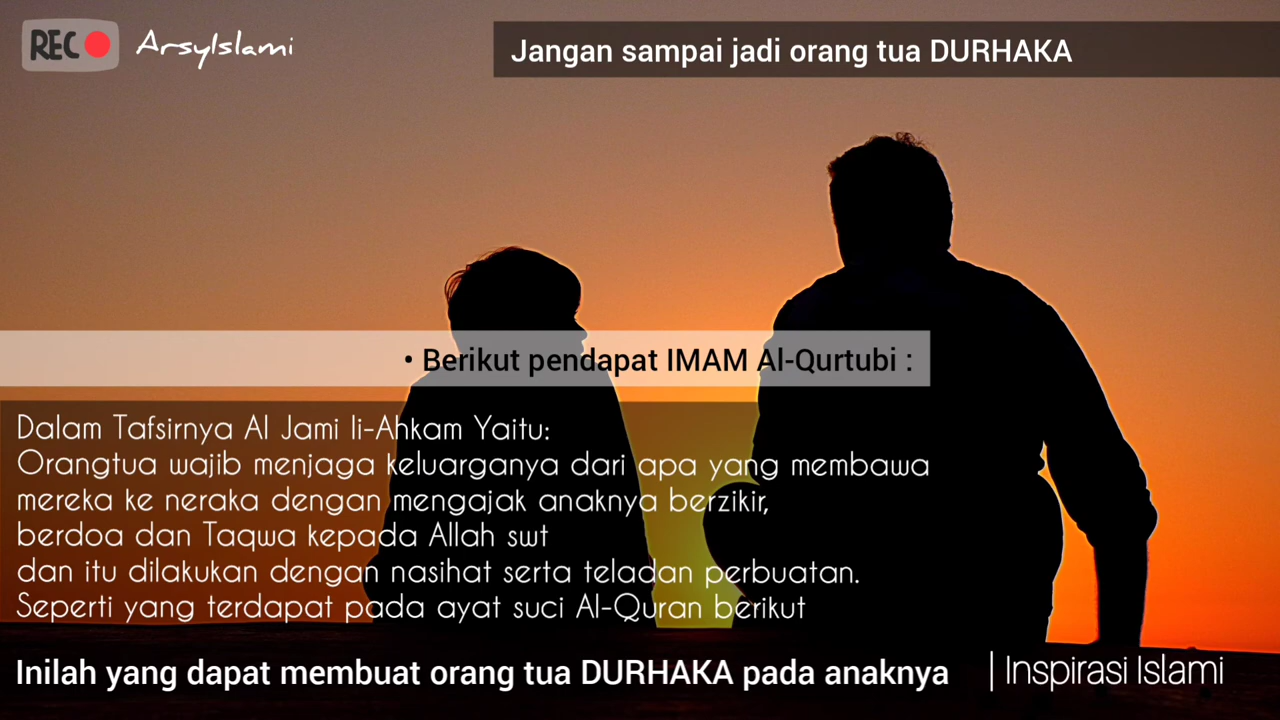 REC
ArsyIslami
Jangan sampai jadi orang tua DURHAKA
• Berikut pendapat IMAM Al-Qurtubi :
Dalam Tafsirnya Al Jami li-Ahkam Yaitu:
Orangtua wajib menjaga keluarganya dari apa yang membawa
mereka ke neraka dengan mengajak anaknya berzikir,
berdoa dan Taqwa kepada Allah swt
dan itu dilakukan dengan nasihat serta teladan perbuatan.
Seperti yang terdapat pada ayat suci Al-Quran berikut
Inilah yang dapat membuat orang tua DURHAKA pada anaknya
| Inspirasi Islami